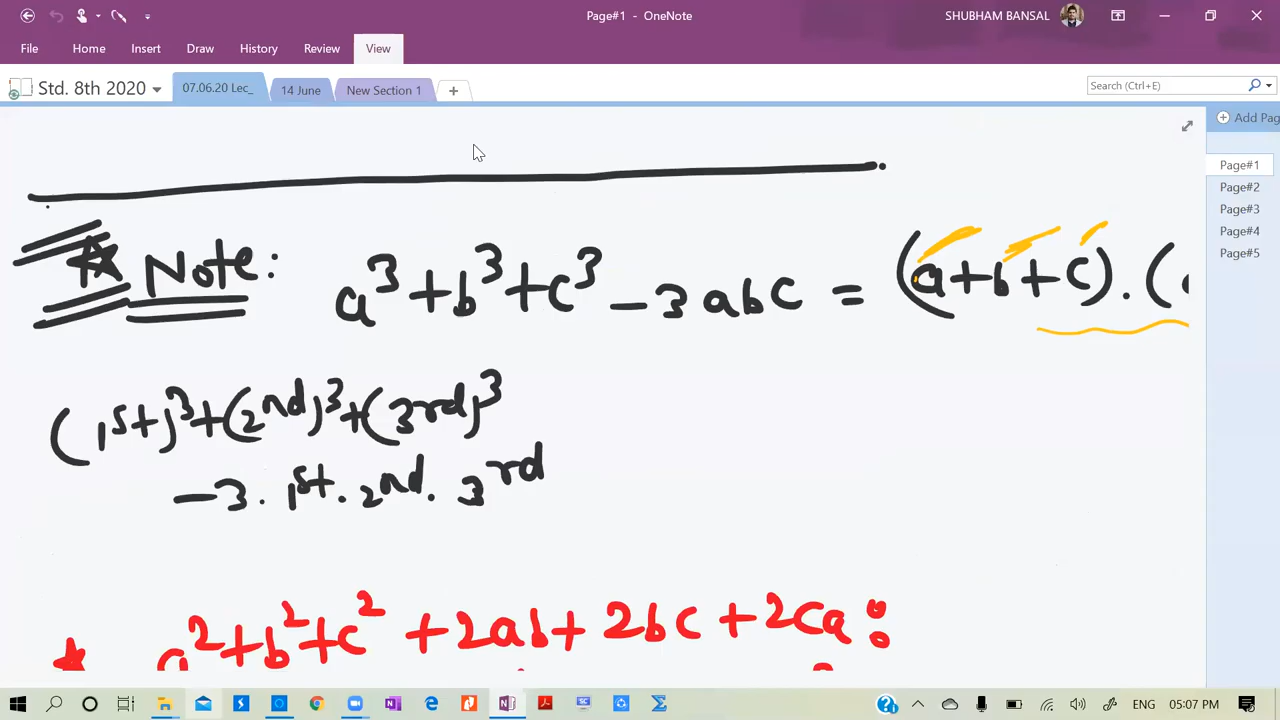 Page#1 - OneNote
SHUBHAM BANSAL
File Home Insert Draw History Review View
Std. 8th 2020
07.06.20 Lec_
14 June
New Section 1
+
Search (Ctrl+E)
Add Pag
Page#1
Page#2
Page#3
Page#4
Page#5
Note: a³+b³+c³-3abc = (a+b+c).(
(1st)³+(2nd)³+(3rd)³
-3.1st.2nd.3rd
a²+b²+c²+2ab+2bc+2ca:
ENG 05:07 PM